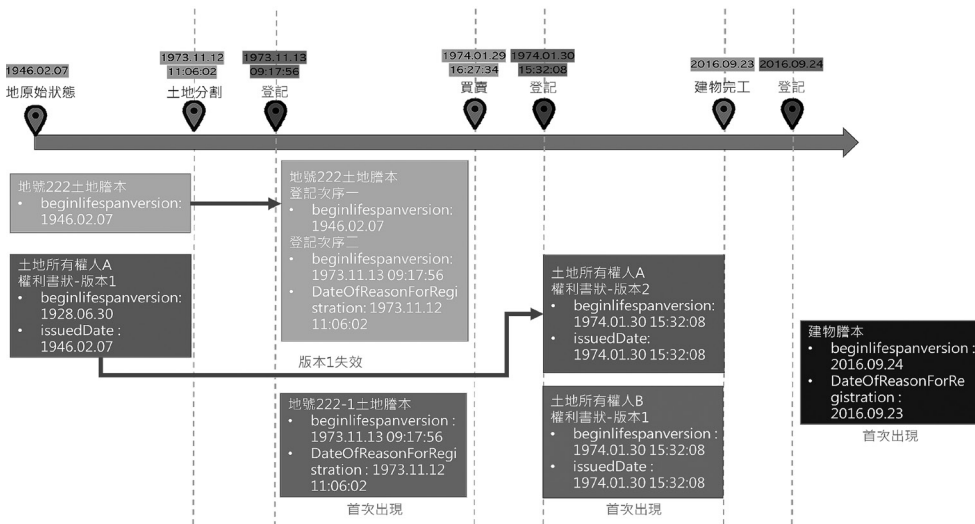 1946.02.07
地原始狀態
1973.11.12
11:06:02
土地分割
1973.11.13
09:17:56
登記
1974.01.29
16:27:34
買賣
1974.01.30
15:32:08
登記
2016.09.23
建物完工
2016.09.24
登記
地號222土地謄本
• beginlifespanversion:
1946.02.07
地號222土地謄本
登記次序一
• beginlifespanversion:
1946.02.07
登記次序二
• beginlifespanversion:
1973.11.13 09:17:56
• DateOfReasonForRegi
stration: 1973.11.12
11:06:02
土地所有權人A
權利書狀-版本1
• beginlifespanversion:
1928.06.30
• issuedDate :
1946.02.07
版本1失效
土地所有權人A
權利書狀-版本2
• beginlifespanversion:
1974.01.30 15:32:08
• issuedDate:
1974.01.30 15:32:08
地號222-1土地謄本
• beginlifespanversion :
1973.11.13 09:17:56
• DateOfReasonForRegi
stration : 1973.11.12
11:06:02
首次出現
土地所有權人B
權利書狀-版本1
• beginlifespanversion :
1974.01.30 15:32:08
• issuedDate :
1974.01.30 15:32:08
首次出現
建物謄本
• beginlifespanversion :
2016.09.24
• DateOfReasonForRe
gistration :
2016.09.23
首次出現